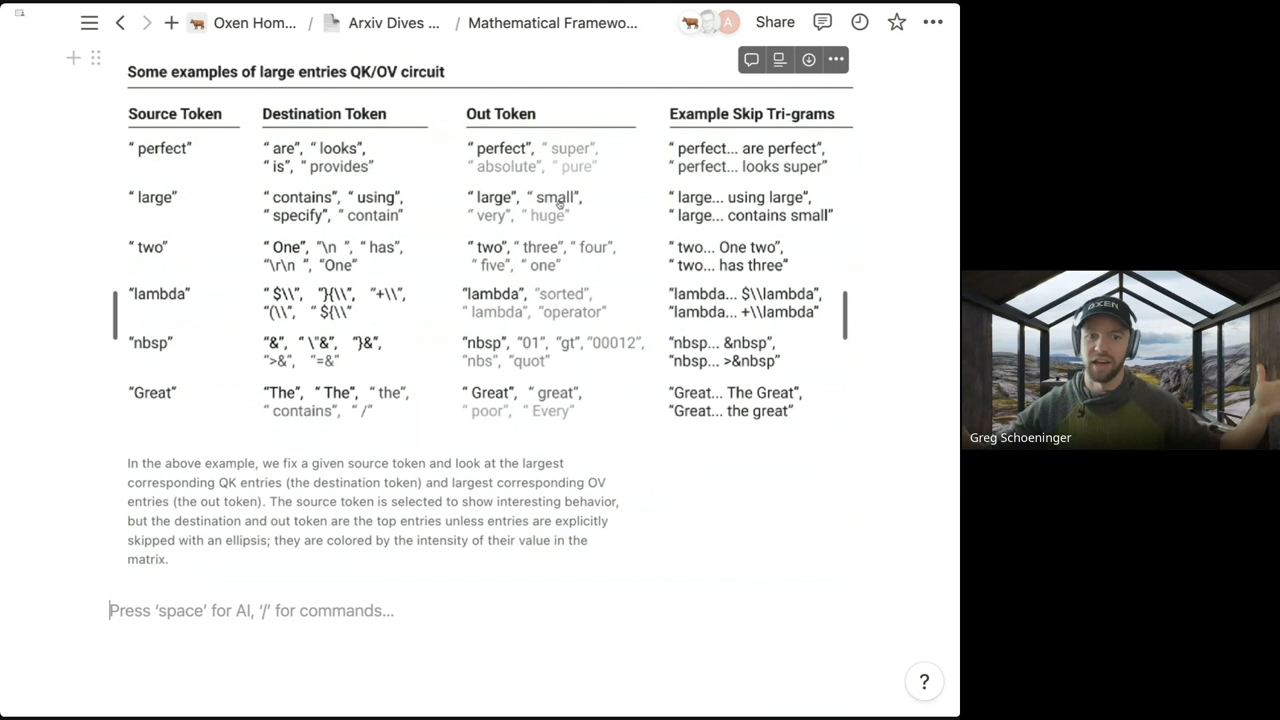 Oxen Hom... / Arxiv Dives ... / Mathematical Framewo... A Share
Some examples of large entries QK/OV circuit
Source Token Destination Token Out Token Example Skip Tri-grams
“ perfect” “ are”, “ looks”, “ perfect”, “ super”, “ perfect... are perfect”,
“ is”, “ provides” “ absolute”, “ pure” “ perfect... looks super”
“ large” “ contains”, “ using”, “ large”, “ small”, “ large... using large”,
“ specify”, “ contain” “ very”, “ huge” “ large... contains small”
“ two” “ One”, “\n ”, “ has”, “ two”, “ three”, “ four”, “ two... One two”,
“\r\n ”, “One” “ five”, “ one” “ two... has three”
“lambda” “ $\\”, “}{\\”, “+\\”, “lambda”, “sorted”, “lambda... $\\lambda”,
“(\\”, “ ${\\” “ lambda”, “operator” “lambda... +\\lambda”
“nbsp” “&”, “ \"&”, “}&”, “nbsp”, “01”, “gt”, “00012”, “nbsp... &nbsp”,
“>&”, “=&” “nbs”, “quot” “nbsp... >&nbsp”
“Great” “The”, “ The”, “ the”, “ Great”, “ great”, “Great... The Great”,
“ contains”, “ /” “ poor”, “ Every” “Great... the great”
In the above example, we fix a given source token and look at the largest
corresponding QK entries (the destination token) and largest corresponding OV
entries (the out token). The source token is selected to show interesting behavior,
but the destination and out token are the top entries unless entries are explicitly
skipped with an ellipsis; they are colored by the intensity of their value in the
matrix.
Press ‘space’ for AI, ‘/’ for commands...
?
OXEN
Greg Schoeninger